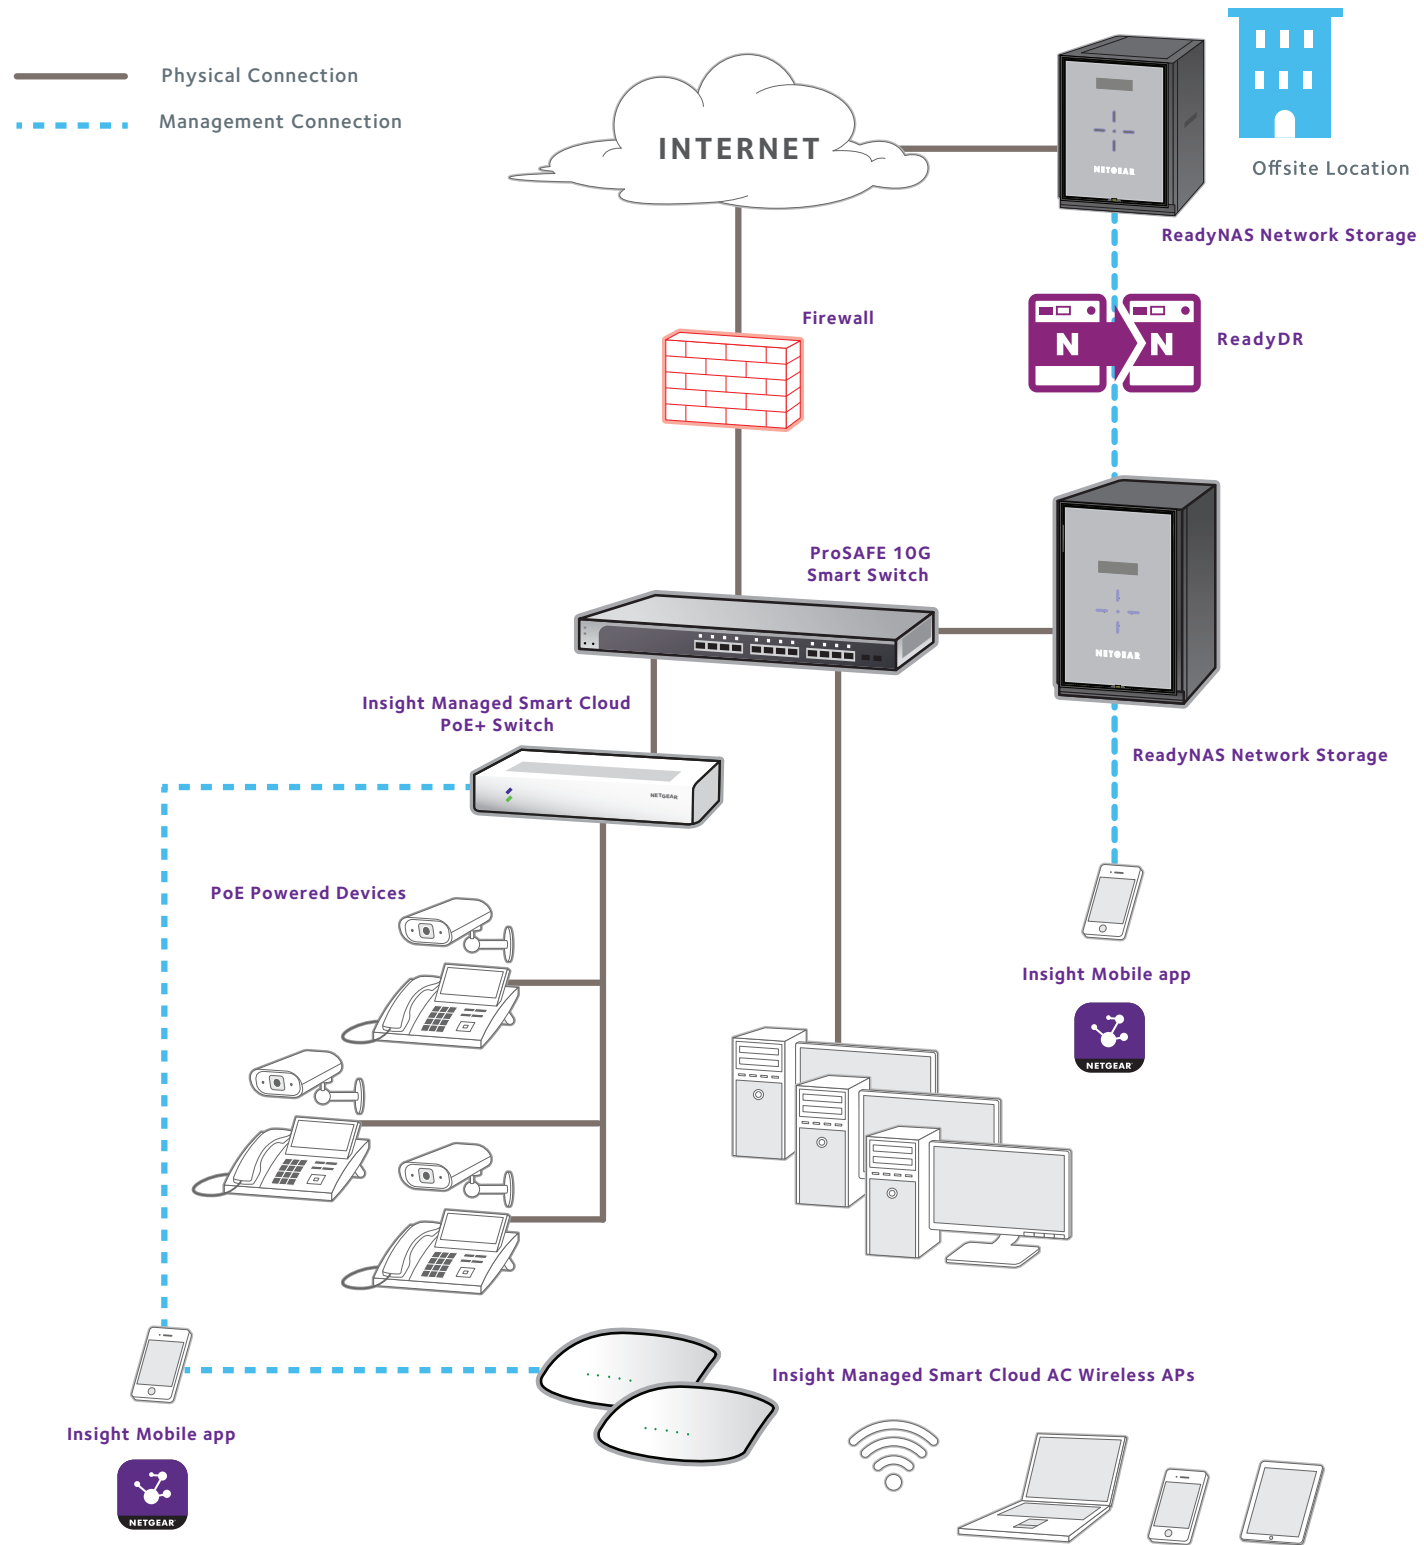 Physical Connection
Management Connection
INTERNET
NETGEAR
Offsite Location
ReadyNAS Network Storage
Firewall
N N
ReadyDR
ProSAFE 10G
Smart Switch
NETGEAR
Insight Managed Smart Cloud
PoE+ Switch
NETGEAR
ReadyNAS Network Storage
PoE Powered Devices
Insight Mobile app
NETGEAR
Insight Managed Smart Cloud AC Wireless APs
Insight Mobile app
NETGEAR